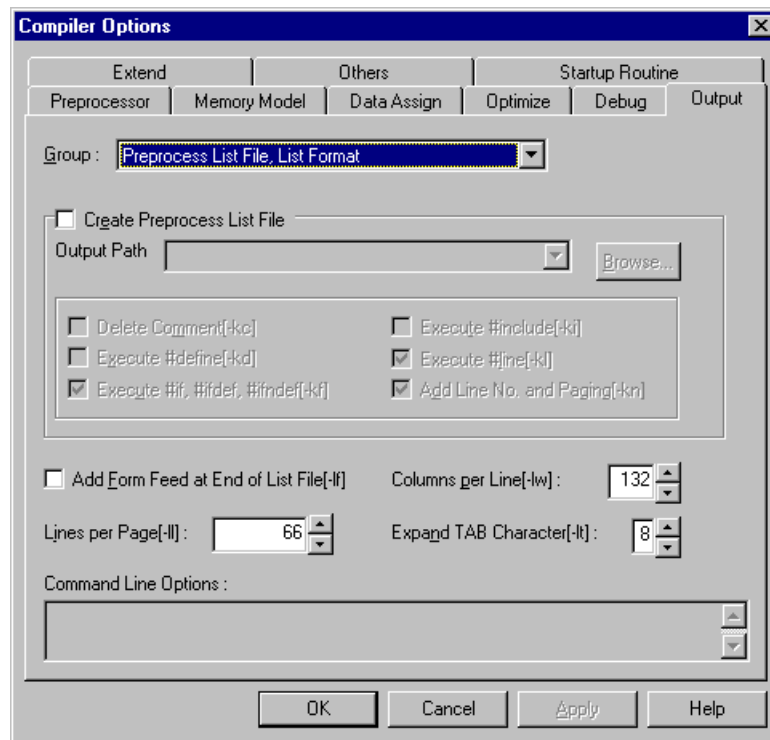 Compiler Options
Extend Others Startup Routine
Preprocessor Memory Model Data Assign Optimize Debug Output
Group : Preprocess List File, List Format
Create Preprocess List File
Output Path Browse...
Delete Comment[-kc] Execute #include[-ki]
Execute #define[-kd] Execute #line[-kl]
Execute #if, #ifdef, #ifndef[-kf] Add Line No. and Paging[-kn]
Add Form Feed at End of List File[-lf] Columns per Line[-lw] : 132
Lines per Page[-ll] : 66 Expand TAB Character[-lt] : 8
Command Line Options :
OK Cancel Apply Help